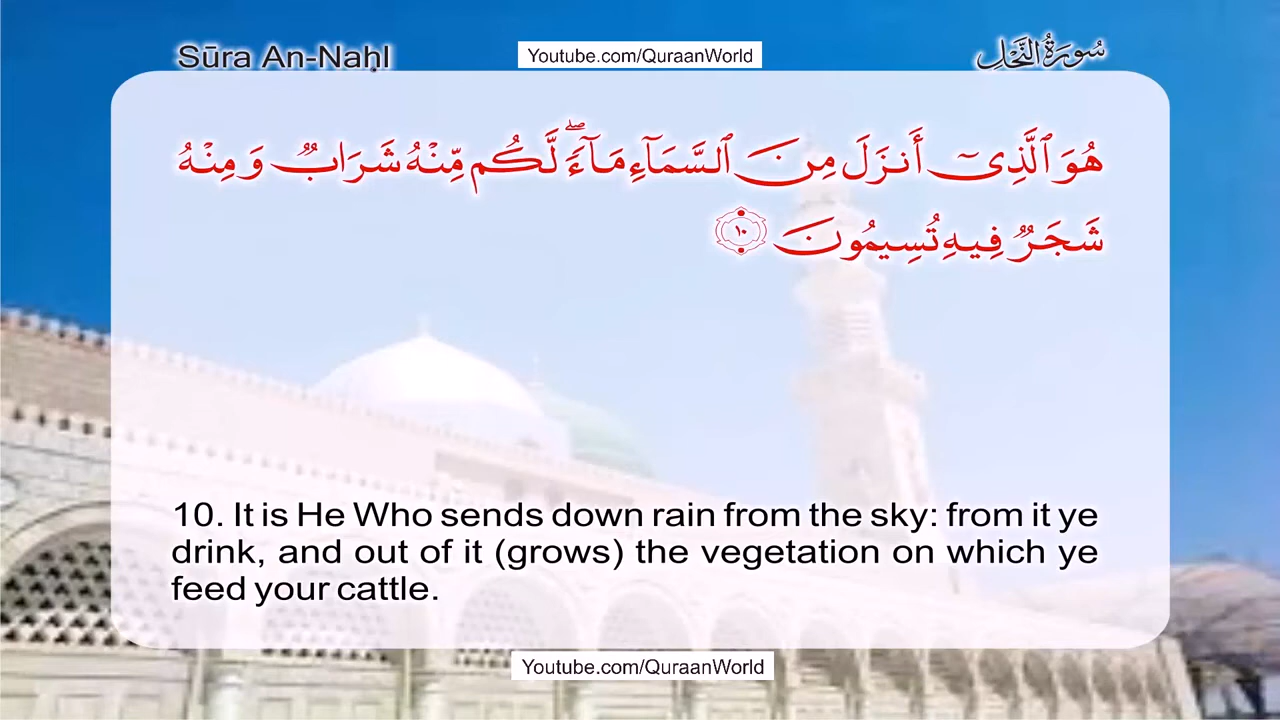 Sūra An-Naḥl
Youtube.com/QuraanWorld
سُورَةُ النَّحْلِ
هُوَ ٱلَّذِىٓ أَنزَلَ مِنَ ٱلسَّمَآءِ مَآءًۖ لَّكُم مِّنْهُ شَرَابٌ وَمِنْهُ
شَجَرٌ فِيهِ تُسِيمُونَ ١٠
10. It is He Who sends down rain from the sky: from it ye
drink, and out of it (grows) the vegetation on which ye
feed your cattle.
Youtube.com/QuraanWorld